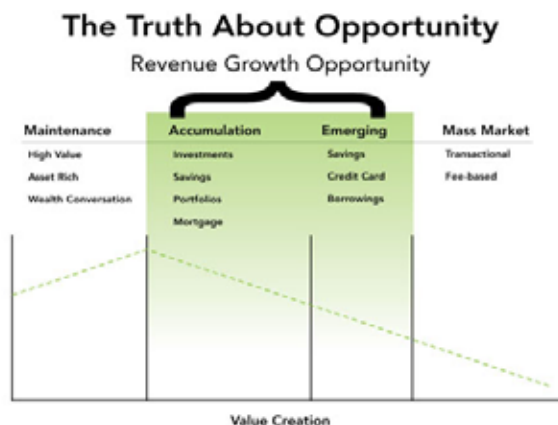 The Truth About Opportunity
Revenue Growth Opportunity
Maintenance
High Value
Asset Rich
Wealth Conversation
Accumulation
Investments
Savings
Portfolios
Mortgage
Emerging
Savings
Credit Card
Borrowings
Mass Market
Transactional
Fee-based
Value Creation